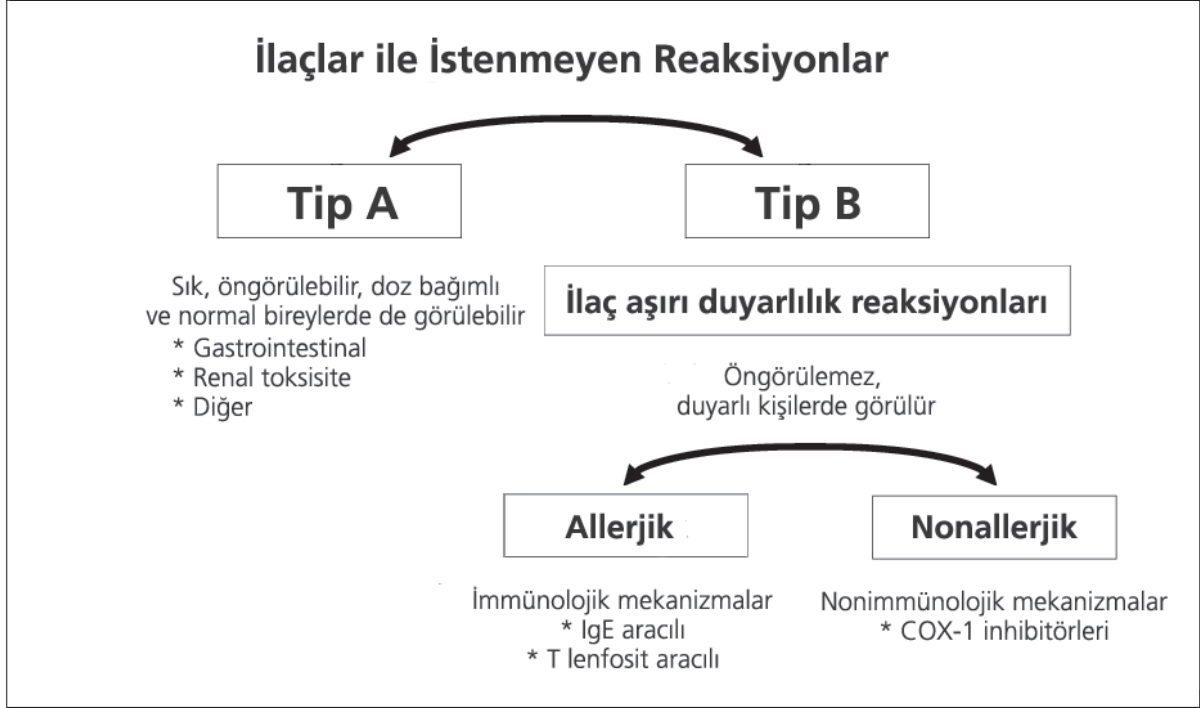 İlaçlar ile İstenmeyen Reaksiyonlar
Tip A
Sık, öngörülebilir, doz bağımlı
ve normal bireylerde de görülebilir
* Gastrointestinal
* Renal toksisite
* Diğer
Tip B
İlaç aşırı duyarlılık reaksiyonları
Öngörülemez,
duyarlı kişilerde görülür
Allerjik
İmmünolojik mekanizmalar
* IgE aracılı
* T lenfosit aracılı
Nonallerjik
Nonimmünolojik mekanizmalar
* COX-1 inhibitörleri